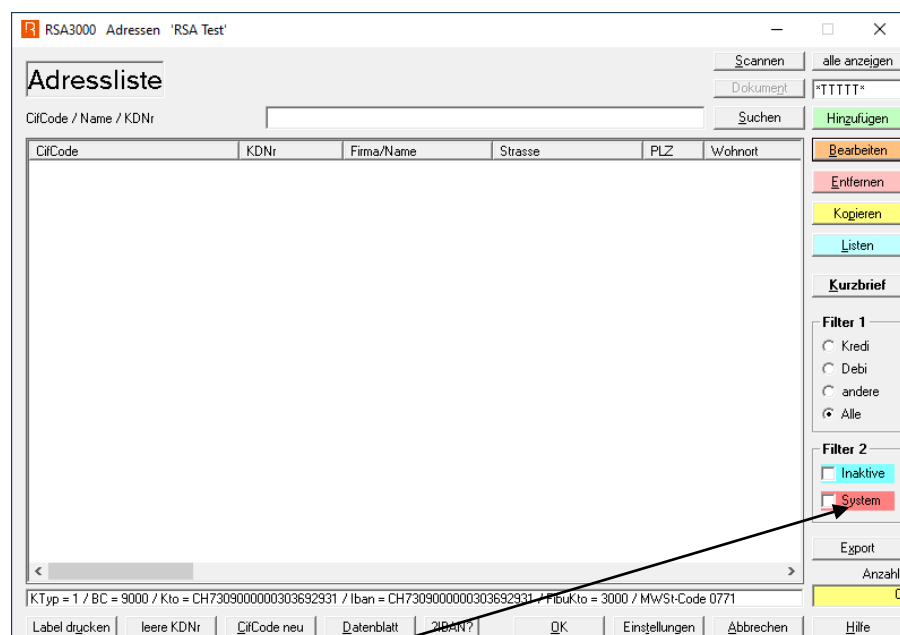 RSA3000 Adressen 'RSA Test'
Adressliste
Scannen
alle anzeigen
Dokument
*TTTTT*
CifCode / Name / KDNr
Suchen
Hinzufügen
CifCode KDNr Firma/Name Strasse PLZ Wohnort
Bearbeiten
Entfernen
Kopieren
Listen
Kurzbrief
Filter 1
Kredi
Debi
andere
Alle
Filter 2
Inaktive
System
Export
Anzahl
KTyp = 1 / BC = 9000 / Kto = CH7309000000303692931 / Iban = CH7309000000303692931 / FibuKto = 3000 / MWSt-Code 0771
Label drucken leere KDNr CifCode neu Datenblatt ?IBAN? OK Einstellungen Abbrechen Hilfe